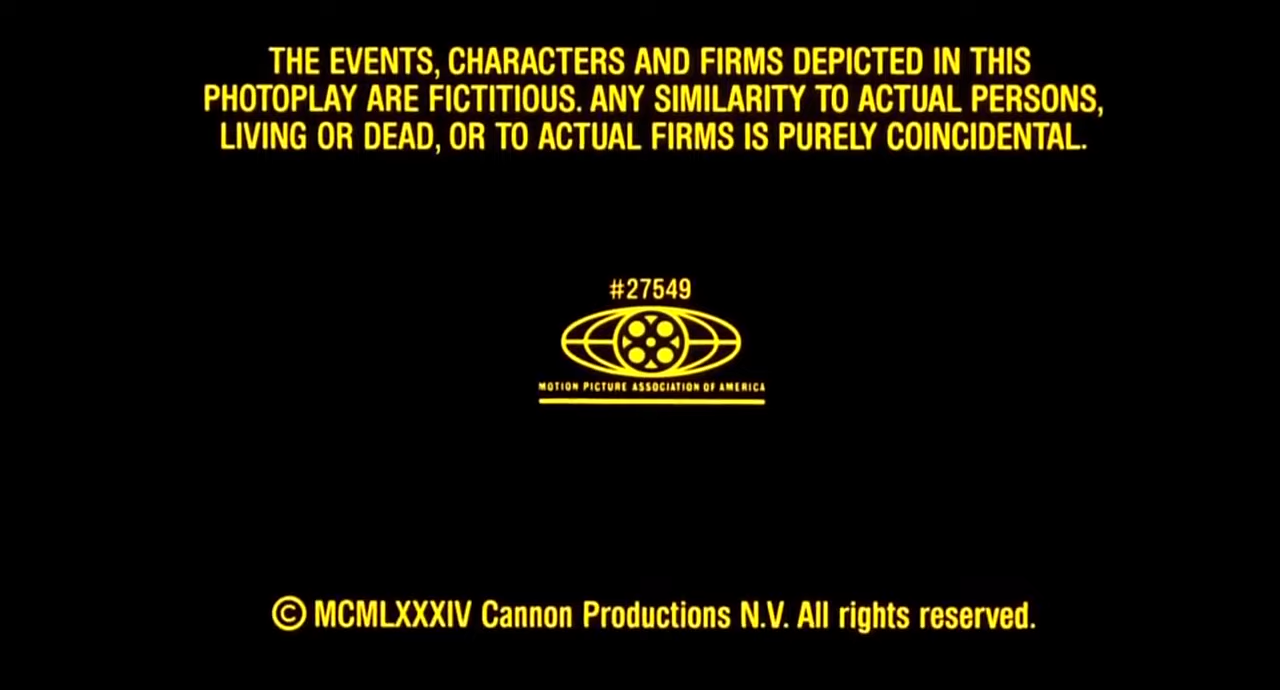 THE EVENTS, CHARACTERS AND FIRMS DEPICTED IN THIS
PHOTOPLAY ARE FICTITIOUS. ANY SIMILARITY TO ACTUAL PERSONS,
LIVING OR DEAD, OR TO ACTUAL FIRMS IS PURELY COINCIDENTAL.
#27549
MOTION PICTURE ASSOCIATION OF AMERICA
© MCMLXXXIV Cannon Productions N.V. All rights reserved.